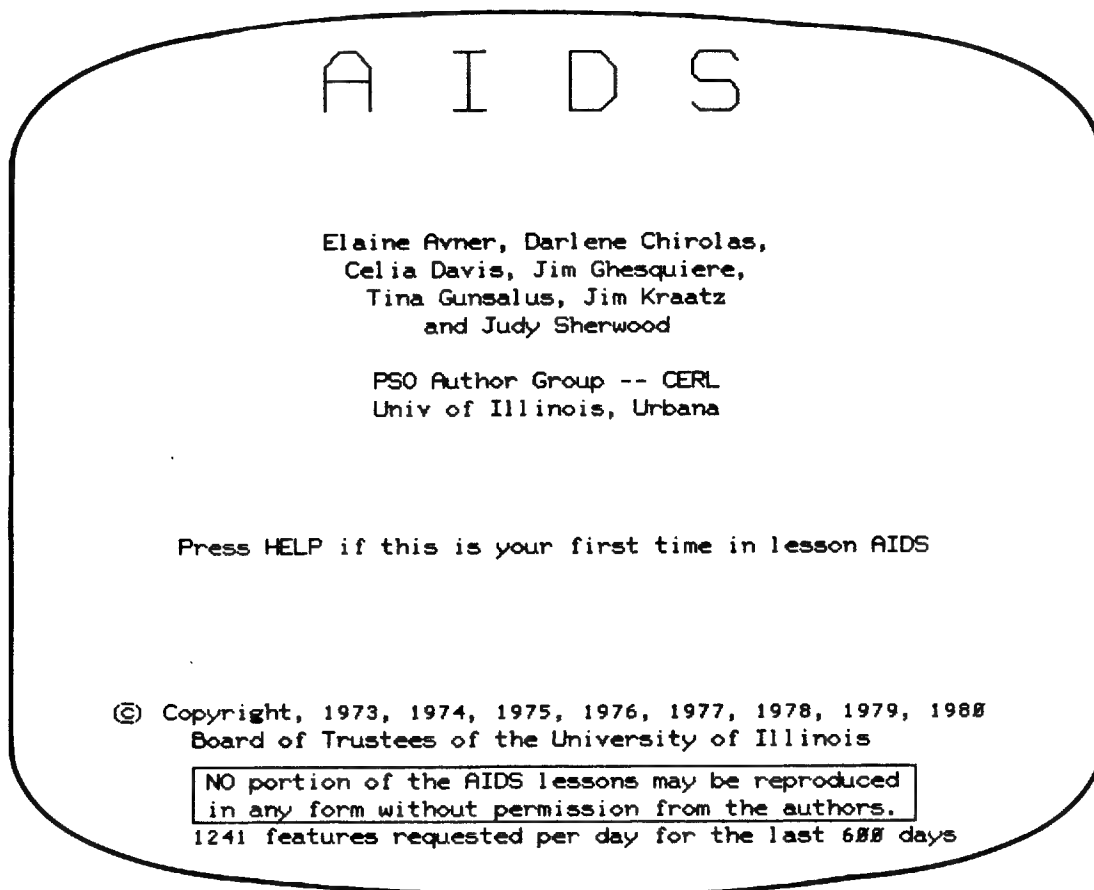 A I D S
Elaine Avner, Darlene Chirolas,
Celia Davis, Jim Ghesquiere,
Tina Gunsalus, Jim Kraatz
and Judy Sherwood
PSO Author Group -- CERL
Univ of Illinois, Urbana
Press HELP if this is your first time in lesson AIDS
© Copyright, 1973, 1974, 1975, 1976, 1977, 1978, 1979, 1980
Board of Trustees of the University of Illinois
NO portion of the AIDS lessons may be reproduced
in any form without permission from the authors.
1241 features requested per day for the last 600 days